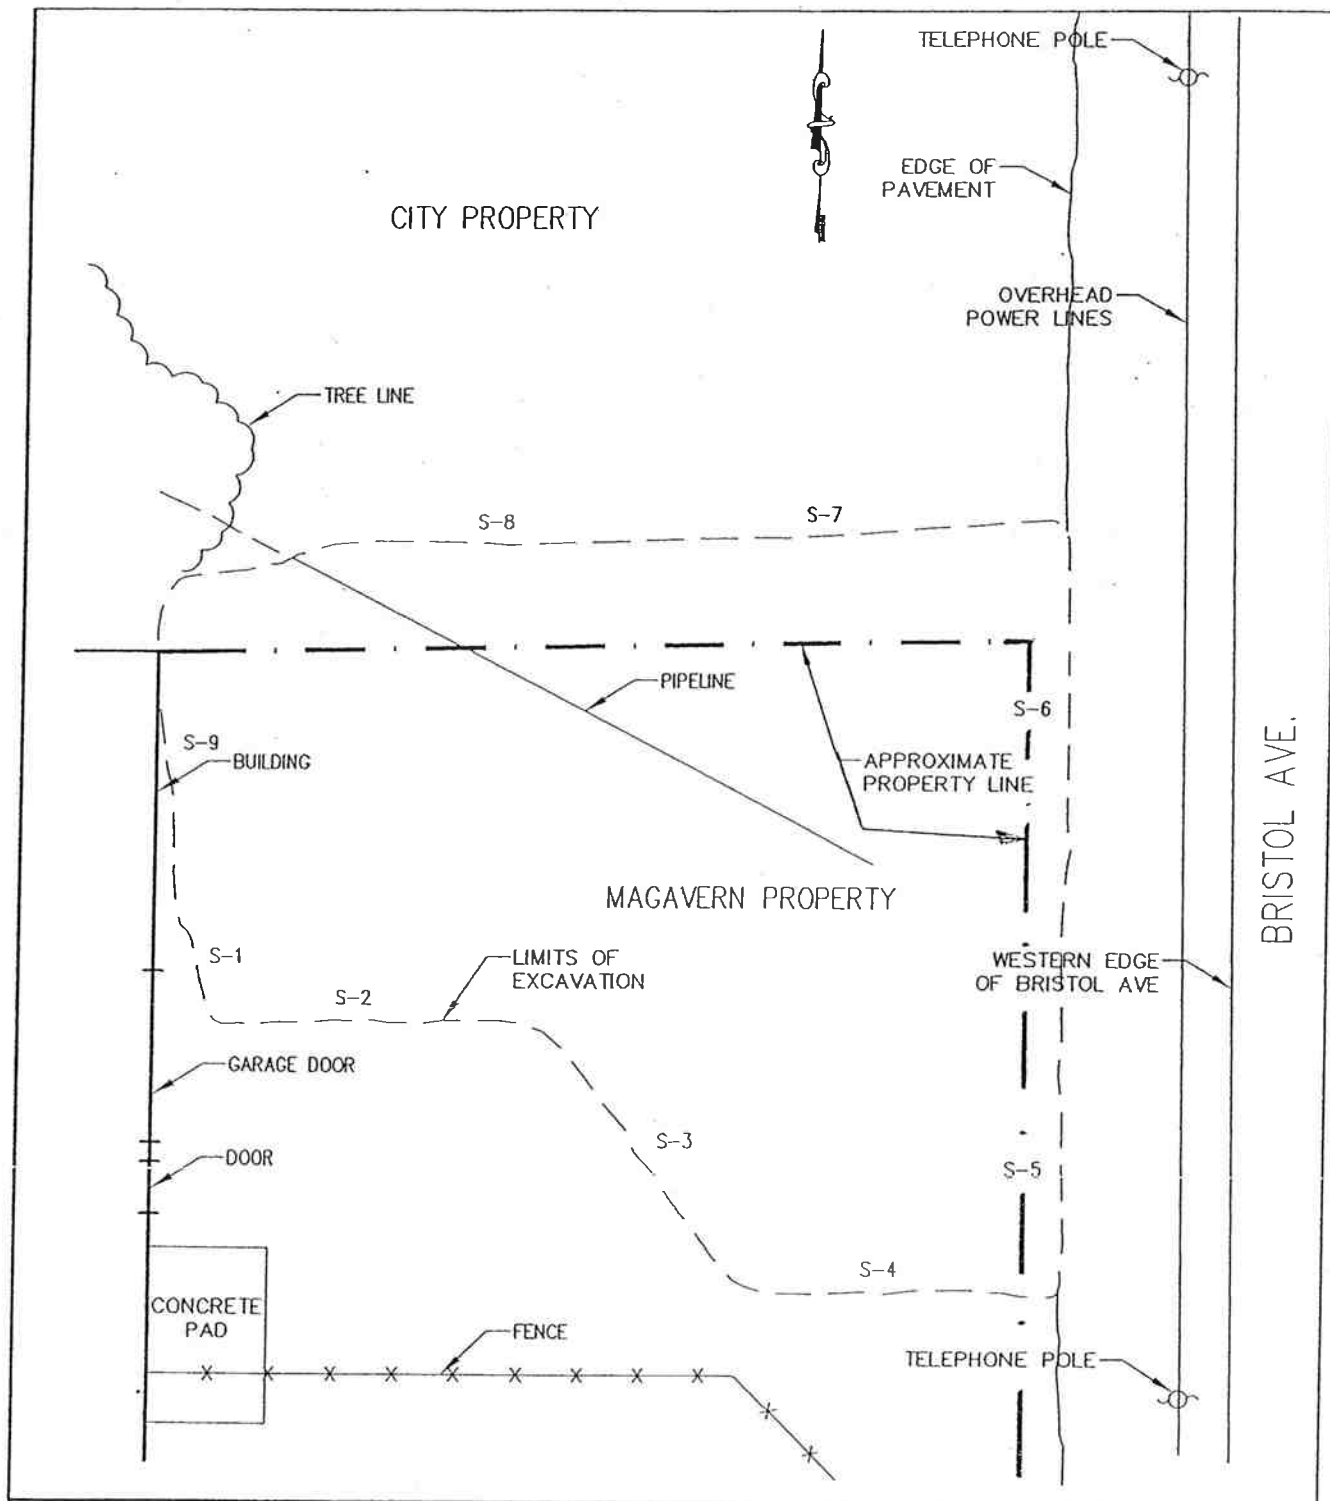 TELEPHONE POLE
EDGE OF
PAVEMENT
CITY PROPERTY
OVERHEAD
POWER LINES
TREE LINE
S-8
S-7
PIPELINE
S-6
S-9
BUILDING
APPROXIMATE
PROPERTY LINE
BRISTOL AVE.
MAGAVERN PROPERTY
S-1
LIMITS OF
EXCAVATION
S-2
WESTERN EDGE
OF BRISTOL AVE
GARAGE DOOR
S-3
DOOR
S-5
S-4
CONCRETE
PAD
FENCE
TELEPHONE POLE